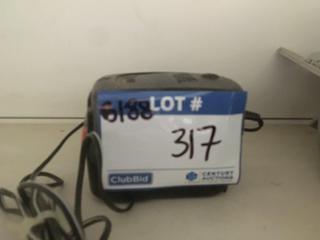 6188 LOT #
317
ClubBid CENTURY
AUCTIONS